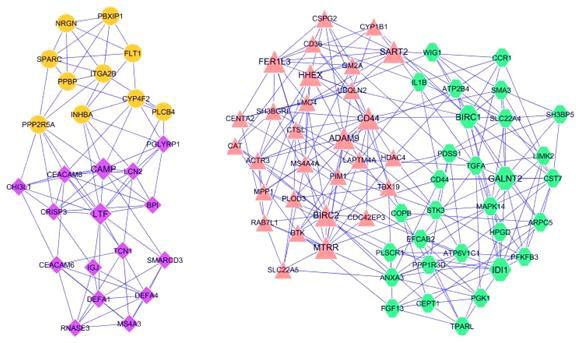 PBXIP1
NRGN
SPARC
FLT1
PPBP
ITGA2B
CYP4F2
INHBA
PLCB4
PPP2R5A
PGLYRP1
CAMP
CEACAM8
LCN2
CHI3L1
CRISP3
LTF
BPI
TCN1
CEACAM6
IGJ
SMARCD3
DEFA1
DEFA4
RNASE3
MS4A3
CSPG2
CYP1B1
CD36
SART2
FER1L3
HHEX
GM2A
UBQLN2
LMO4
SH3BGRL
CENTA2
CD44
CTSL
ADAM9
CAT
ACTR3
MS4A4A
LAPTM4A
HDAC4
PIM1
TBX19
MPP1
PLOD3
BIRC2
CDC42EP3
RAB7L1
BTK
MTRR
SLC22A5
WIG1
CCR1
IL1B
ATP2B4
SMA3
BIRC1
SLC22A4
SH3BP5
PDSS1
LIMK2
TGFA
CD44
GALNT2
CST7
COPB
STK3
MAPK14
ARPC5
HPGD
EFCAB2
PLSCR1
ATP6V1C1
PFKFB3
PPP1R3D
IDI1
ANXA3
PGK1
FGF13
CEPT1
TPARL